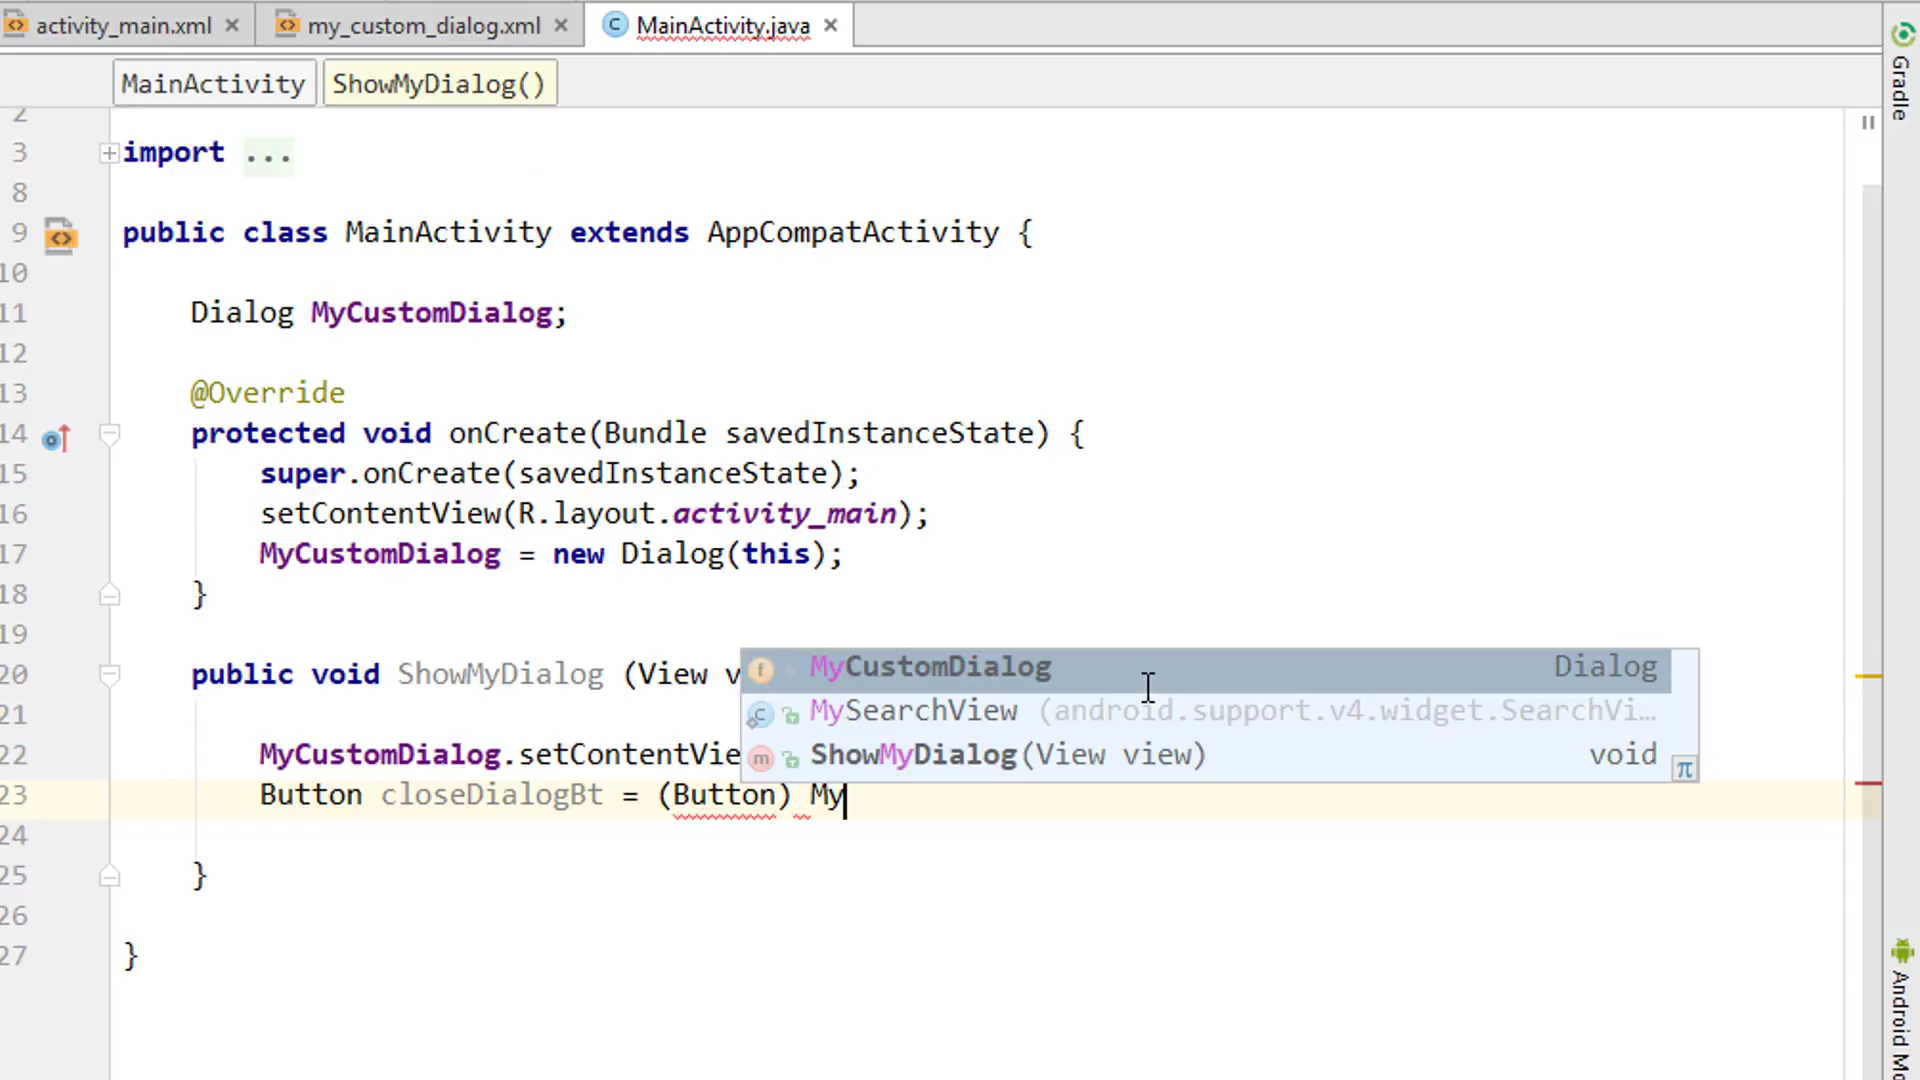 activity_main.xml
my_custom_dialog.xml
MainActivity.java
Gradle
MainActivity
ShowMyDialog()
2
3 import ...
8
9 public class MainActivity extends AppCompatActivity {
10
11 Dialog MyCustomDialog;
12
13 @Override
14 protected void onCreate(Bundle savedInstanceState) {
15 super.onCreate(savedInstanceState);
16 setContentView(R.layout.activity_main);
17 MyCustomDialog = new Dialog(this);
18 }
19
20 public void ShowMyDialog (View v
MyCustomDialog Dialog
21
MySearchView (android.support.v4.widget.SearchVi…
22 MyCustomDialog.setContentVie
ShowMyDialog(View view) void
π
23 Button closeDialogBt = (Button) My
24
25 }
26
27 }
Android Mo